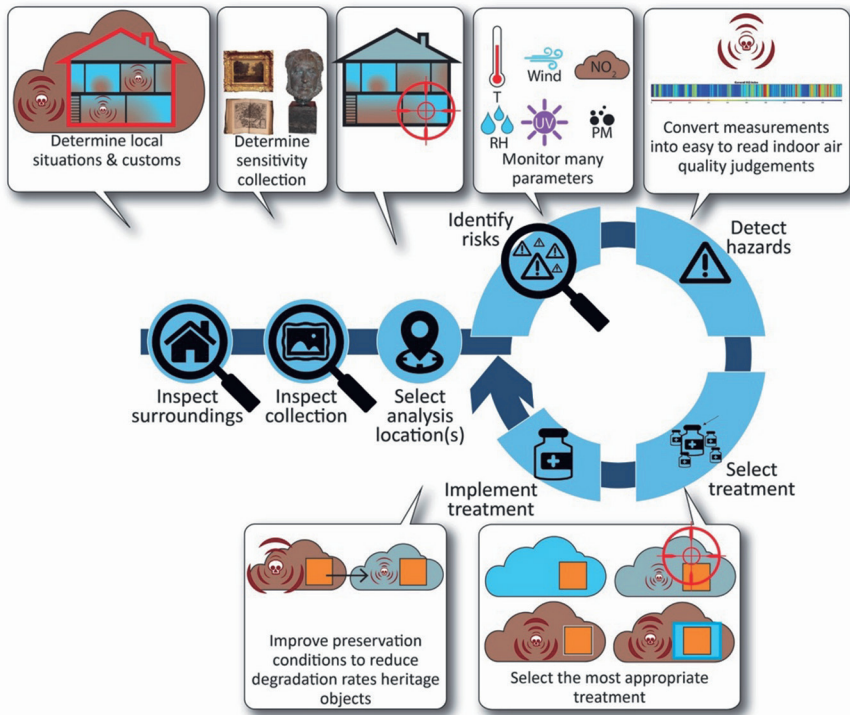 Determine local
situations & customs
Determine
sensitivity
collection
T
Wind
NO2
RH
UV
PM
Monitor many
parameters
Convert measurements
into easy to read indoor air
quality judgements
Identify
risks
Detect
hazards
Inspect
surroundings
Inspect
collection
Select
analysis
location(s)
Implement
treatment
Select
treatment
Improve preservation
conditions to reduce
degradation rates heritage
objects
Select the most appropriate
treatment